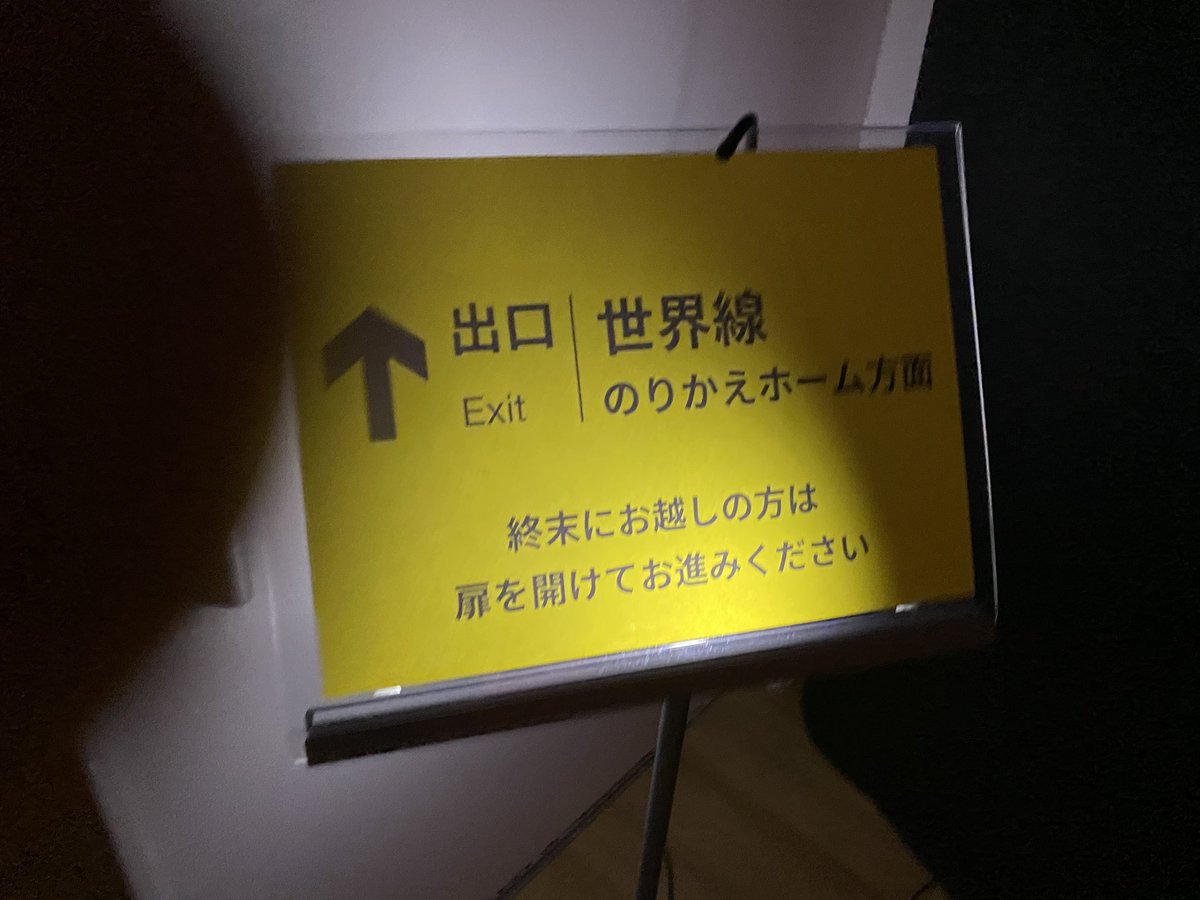 出口
Exit
世界線
のりかえホーム方面
終末にお越しの方は
扉を開けてお進みください